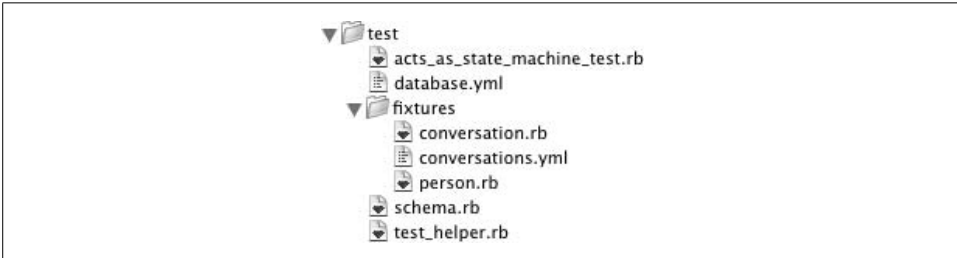 test
acts_as_state_machine_test.rb
database.yml
fixtures
conversation.rb
conversations.yml
person.rb
schema.rb
test_helper.rb